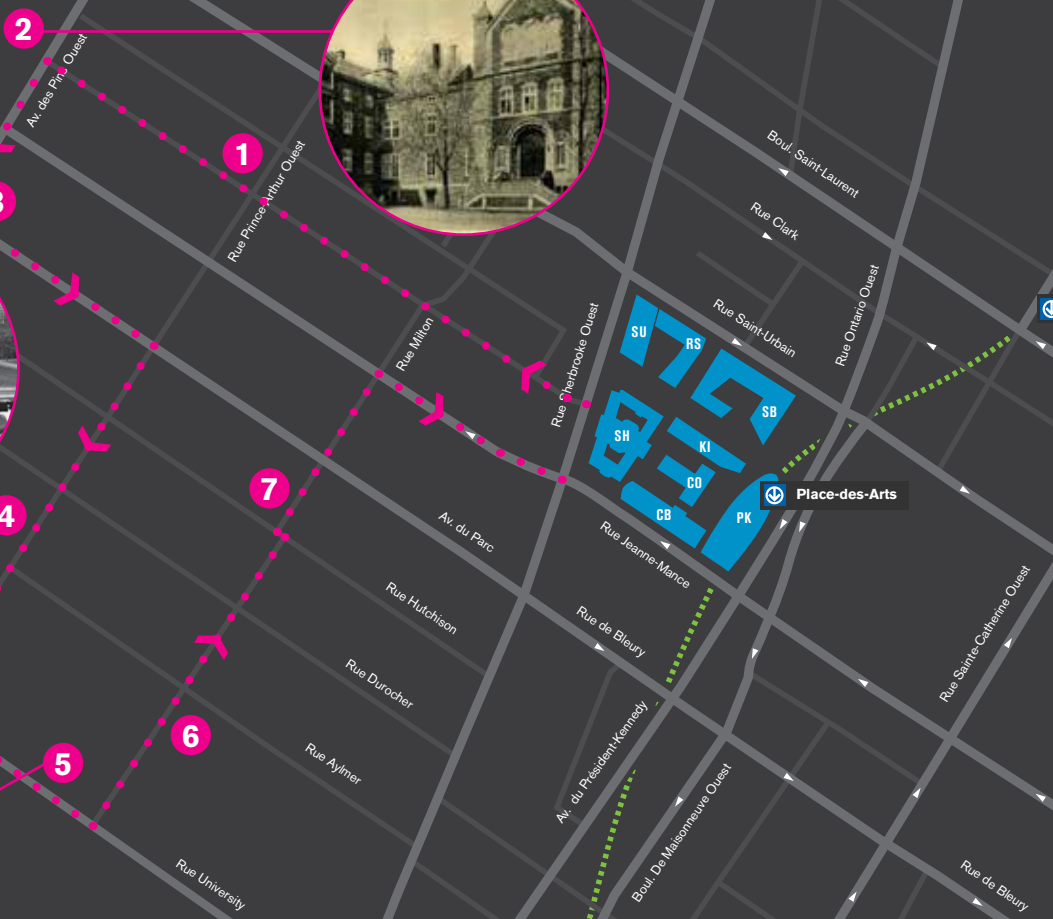 2
Av. des Pins Ouest
1
Rue Prince-Arthur Ouest
3
Boul. Saint-Laurent
Rue Clark
Rue Ontario Ouest
Rue Saint-Urbain
Rue Sherbrooke Ouest
Rue Milton
SU
RS
SB
SH
KI
CO
CB
PK
Place-des-Arts
7
4
Av. du Parc
Rue Jeanne-Mance
Rue Hutchison
Rue de Bleury
Rue Sainte-Catherine Ouest
Rue Durocher
6
5
Rue Aylmer
Av. du Président-Kennedy
Boul. De Maisonneuve Ouest
Rue University
Rue de Bleury